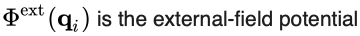 Φ^ext(𝐪_i) is the external-field potential